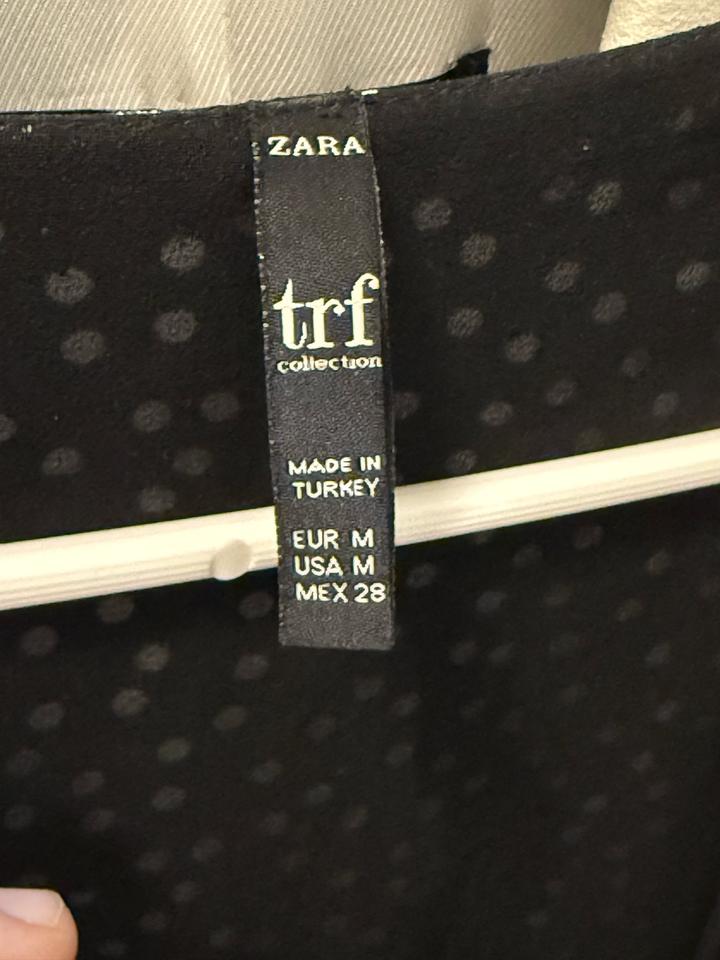 ZARA
trf
collection
MADE IN
TURKEY
EUR M
USA M
MEX 28